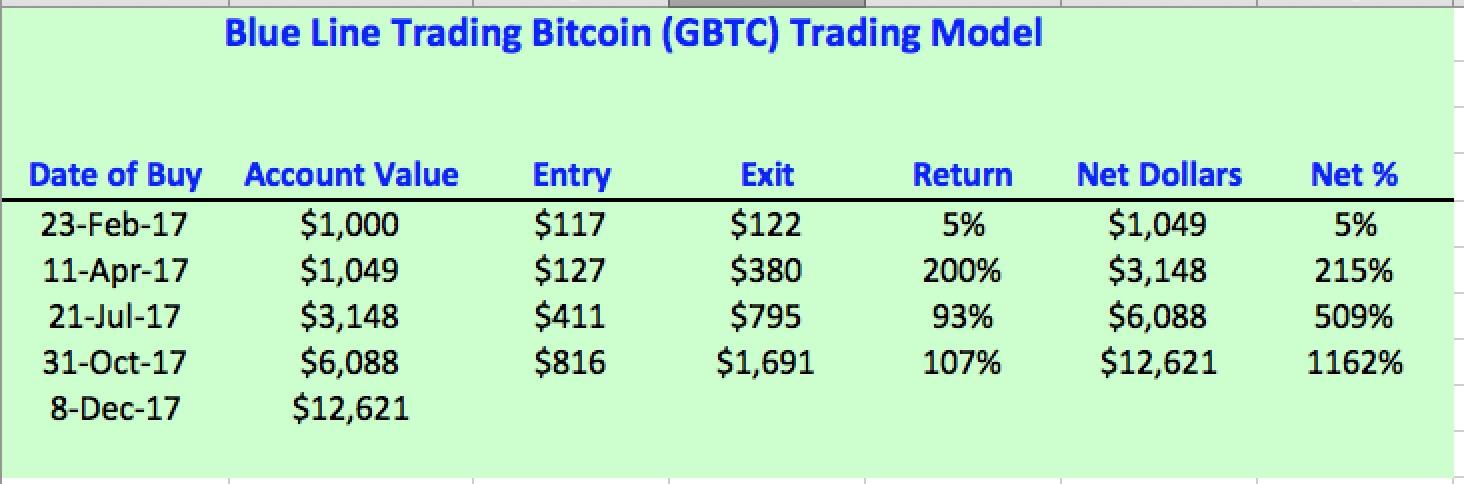 Blue Line Trading Bitcoin (GBTC) Trading Model
Date of Buy Account Value Entry Exit Return Net Dollars Net %
23-Feb-17 $1,000 $117 $122 5% $1,049 5%
11-Apr-17 $1,049 $127 $380 200% $3,148 215%
21-Jul-17 $3,148 $411 $795 93% $6,088 509%
31-Oct-17 $6,088 $816 $1,691 107% $12,621 1162%
8-Dec-17 $12,621